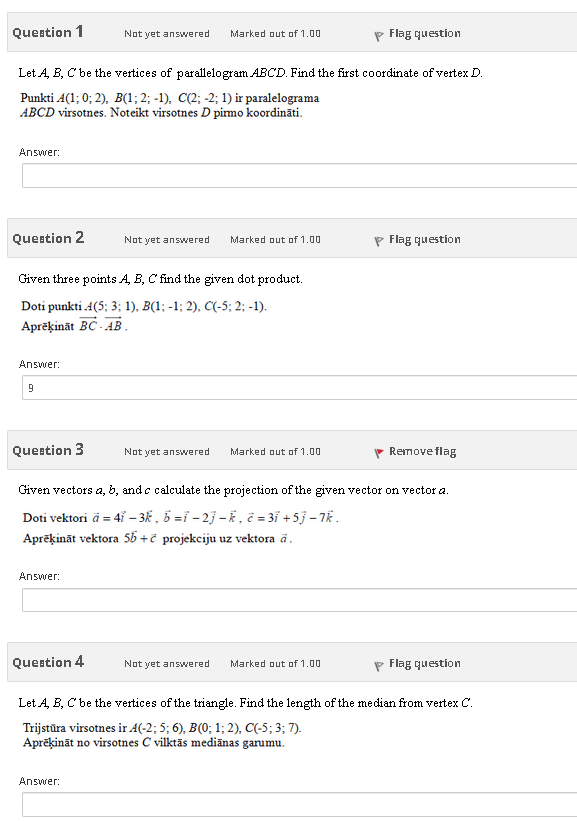 Question 1 Not yet answered Marked out of 1.00 Flag question
Let A, B, C be the vertices of parallelogram ABCD. Find the first coordinate of vertex D.
Punkti A(1; 0; 2), B(1; 2; -1), C(2; -2; 1) ir paralelograma
ABCD virsotnes. Noteikt virsotnes D pirmo koordināti.
Answer:
Question 2 Not yet answered Marked out of 1.00 Flag question
Given three points A, B, C find the given dot product.
Doti punkti A(5; 3; 1), B(1; -1; 2), C(-5; 2; -1).
Aprēķināt $\overrightarrow{BC} \cdot \overrightarrow{AB}$.
Answer:
9
Question 3 Not yet answered Marked out of 1.00 Remove flag
Given vectors a, b, and c calculate the projection of the given vector on vector a.
Doti vektori $\vec{a} = 4\vec{i} - 3\vec{k}$, $\vec{b} = \vec{i} - 2\vec{j} - \vec{k}$, $\vec{c} = 3\vec{i} + 5\vec{j} - 7\vec{k}$.
Aprēķināt vektora $5\vec{b} + \vec{c}$ projekciju uz vektora $\vec{a}$.
Answer:
Question 4 Not yet answered Marked out of 1.00 Flag question
Let A, B, C be the vertices of the triangle. Find the length of the median from vertex C.
Trijstūra virsotnes ir A(-2; 5; 6), B(0; 1; 2), C(-5; 3; 7).
Aprēķināt no virsotnes C vilktās mediānas garumu.
Answer: